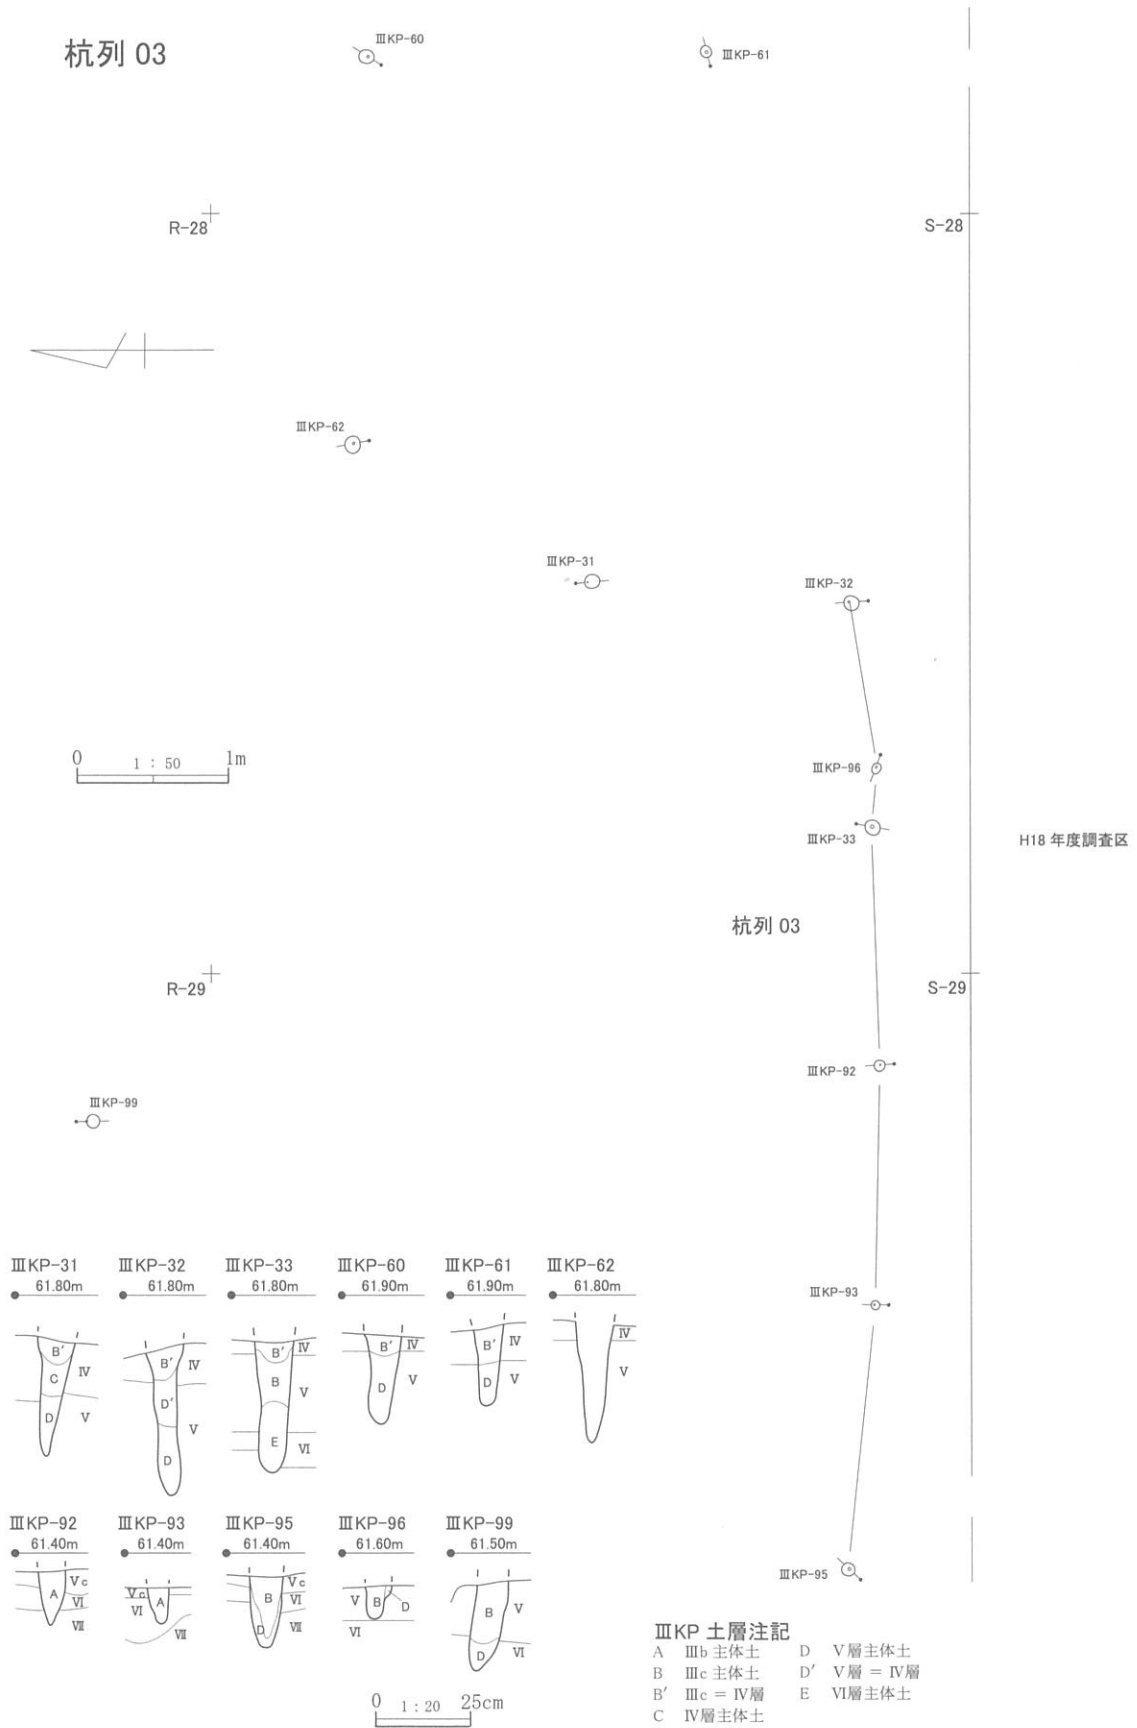 杭列 03
ⅢKP-60
ⅢKP-61
R-28
S-28
ⅢKP-62
ⅢKP-31
ⅢKP-32
0 1 : 50 1m
ⅢKP-96
ⅢKP-33
H18 年度調査区
杭列 03
R-29
S-29
ⅢKP-92
ⅢKP-99
ⅢKP-93
ⅢKP-95
ⅢKP-31 ⅢKP-32 ⅢKP-33 ⅢKP-60 ⅢKP-61 ⅢKP-62
61.80m 61.80m 61.80m 61.90m 61.90m 61.80m
B′ C D Ⅳ Ⅴ
B′ D′ D Ⅳ Ⅴ
B′ B E Ⅳ Ⅴ Ⅵ
B′ D Ⅳ Ⅴ
B′ D Ⅳ Ⅴ
Ⅳ Ⅴ
ⅢKP-92 ⅢKP-93 ⅢKP-95 ⅢKP-96 ⅢKP-99
61.40m 61.40m 61.40m 61.60m 61.50m
A Ⅴc Ⅵ Ⅶ
Ⅴc Ⅵ A Ⅶ
B D Ⅴc Ⅵ Ⅶ
Ⅴ B D Ⅵ
B D Ⅴ Ⅵ
0 1 : 20 25cm
ⅢKP 土層注記
A Ⅲb 主体土
B Ⅲc 主体土
B′ Ⅲc = Ⅳ層
C Ⅳ層主体土
D Ⅴ層主体土
D′ Ⅴ層 = Ⅳ層
E Ⅵ層主体土